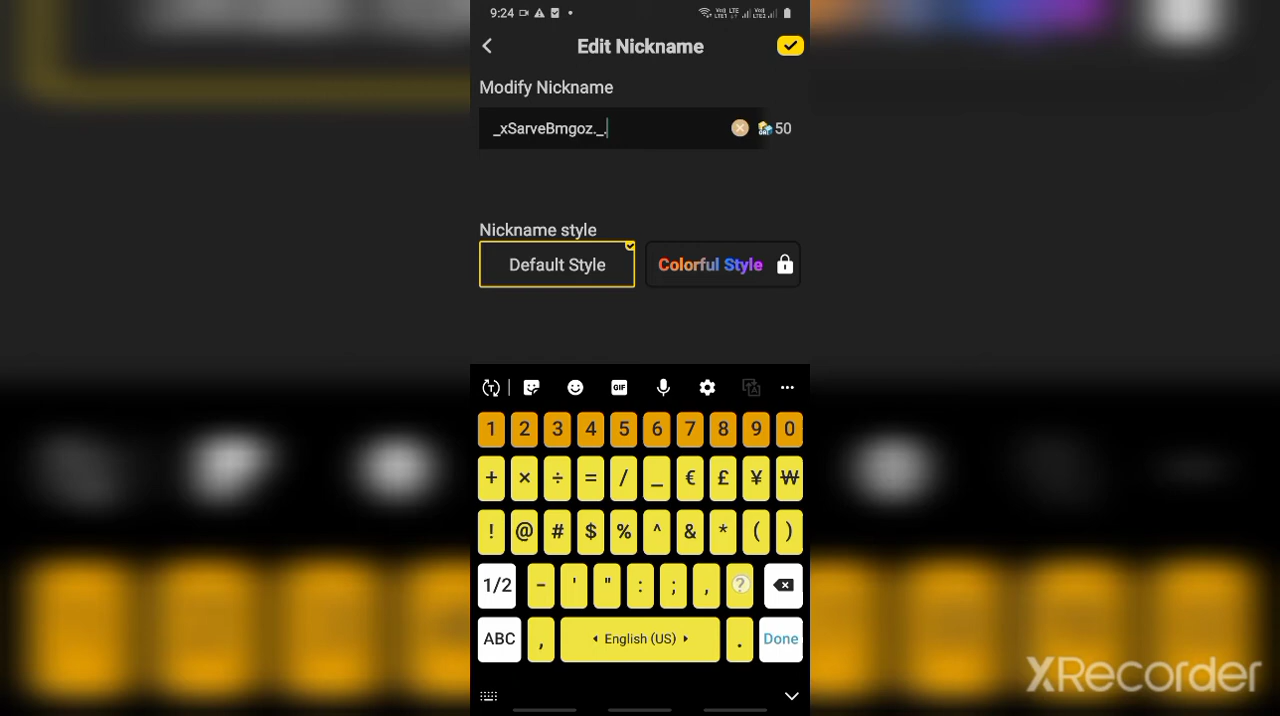 9:24
Edit Nickname
Modify Nickname
_xSarveBmgoz._.
50
Nickname style
Default Style
Colorful Style
GIF
1 2 3 4 5 6 7 8 9 0
+ × ÷ = / _ € £ ¥ ₩
! @ # $ % ^ & * ( )
1/2 - ' " : ; , ?
ABC , English (US) . Done
XRecorder